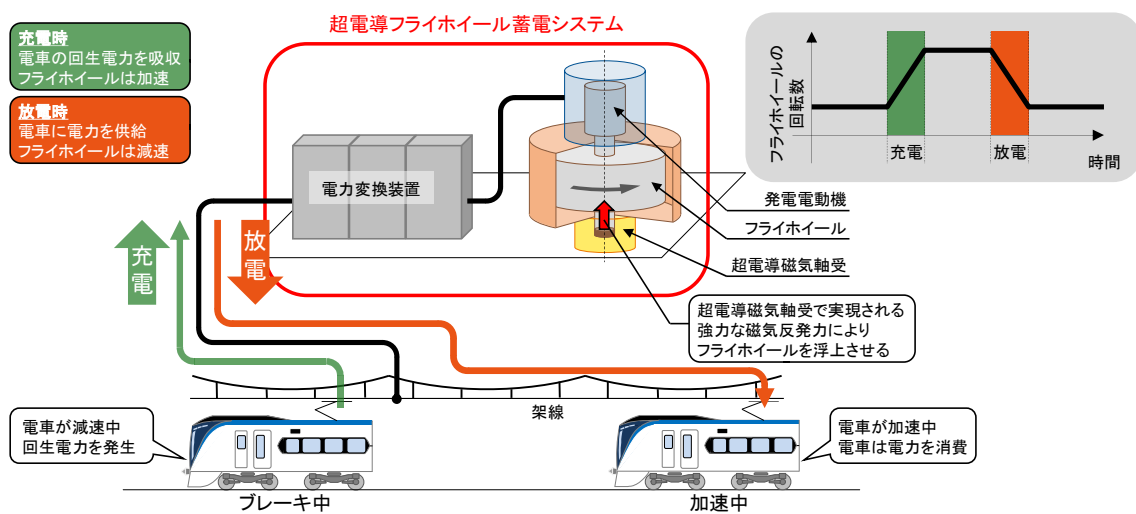 超電導フライホイール蓄電システム
充電時
電車の回生電力を吸収
フライホイールは加速
放電時
電車に電力を供給
フライホイールは減速
電力変換装置
フライホイールの
回転数
充電
放電
時間
発電電動機
フライホイール
超電導磁気軸受
超電導磁気軸受で実現される
強力な磁気反発力により
フライホイールを浮上させる
充電
放電
架線
電車が減速中
回生電力を発生
電車が加速中
電車は電力を消費
ブレーキ中
加速中